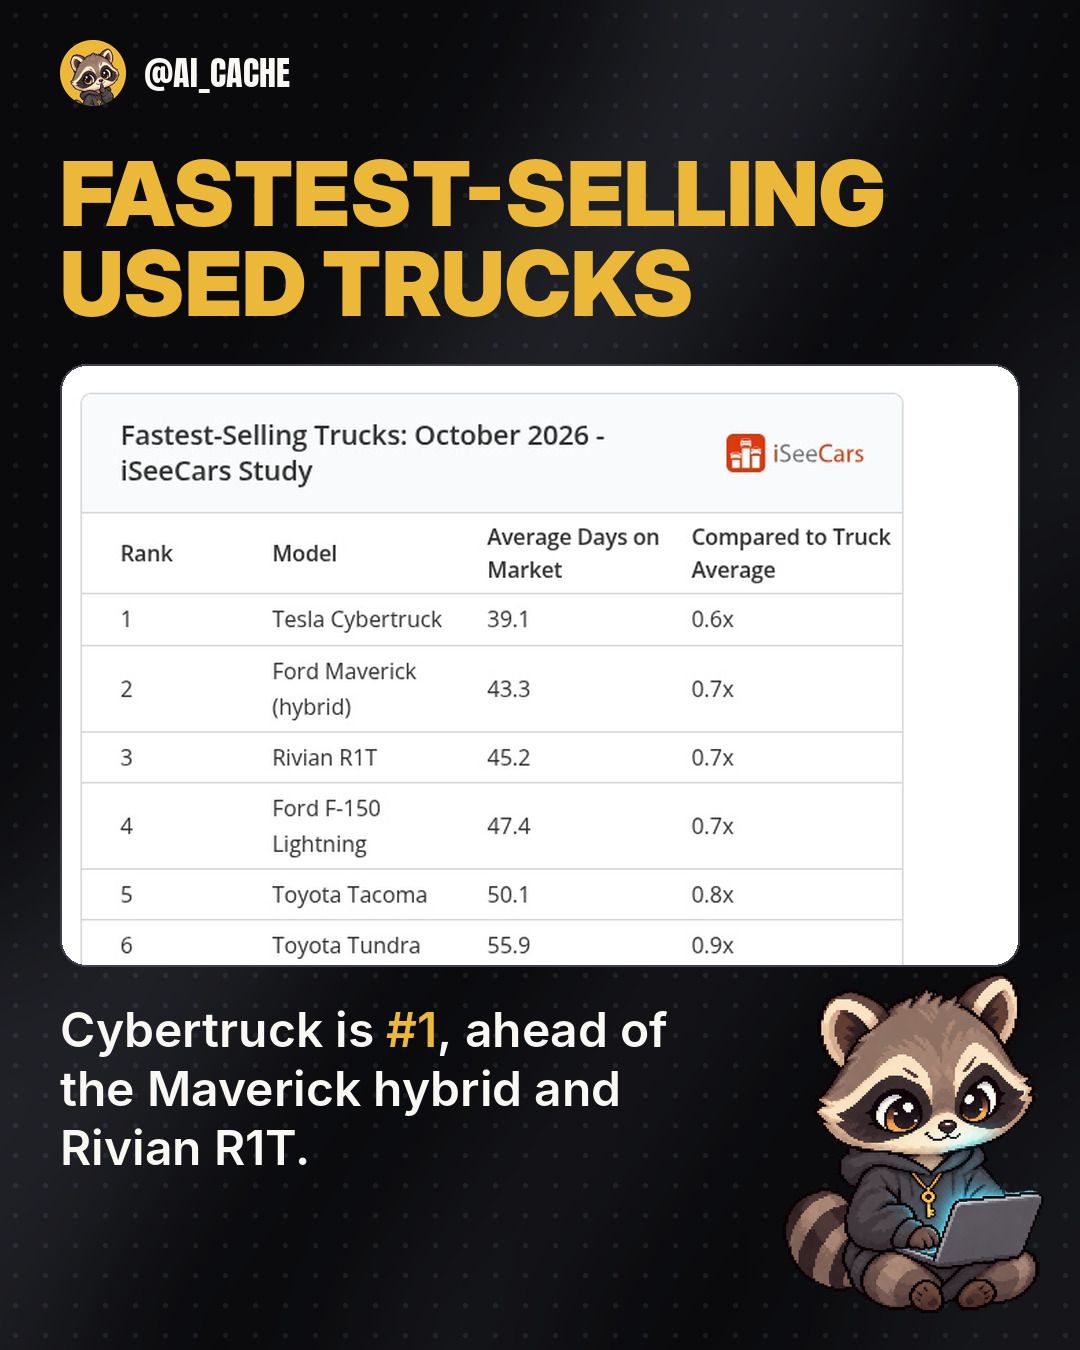 @AI_CACHE
FASTEST-SELLING
USED TRUCKS
Fastest-Selling Trucks: October 2026 -
iSeeCars Study
iSeeCars
Rank Model Average Days on Market Compared to Truck Average
1 Tesla Cybertruck 39.1 0.6x
2 Ford Maverick (hybrid) 43.3 0.7x
3 Rivian R1T 45.2 0.7x
4 Ford F-150 Lightning 47.4 0.7x
5 Toyota Tacoma 50.1 0.8x
6 Toyota Tundra 55.9 0.9x
Cybertruck is #1, ahead of
the Maverick hybrid and
Rivian R1T.